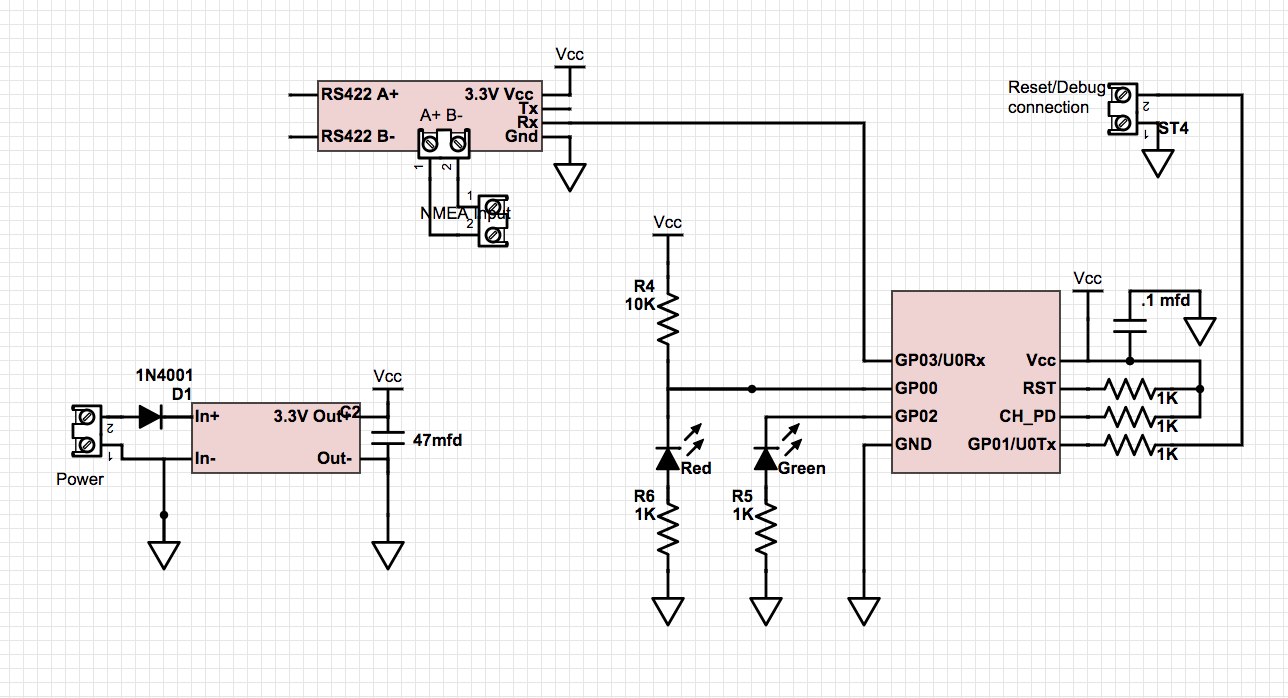 Vcc
RS422 A+
3.3V Vcc
Tx
A+ B-
Rx
RS422 B-
Gnd
1
2
1
NMEA Input
2
Reset/Debug
connection
2
1
ST4
Vcc
R4
10K
Vcc
.1 mfd
GP03/U0Rx
Vcc
GP00
RST
1K
GP02
CH_PD
1K
GND
GP01/U0Tx
1K
1N4001
D1
Vcc
In+
3.3V Out+
C2
2
47mfd
1
In-
Out-
Power
Red
Green
R6
1K
R5
1K